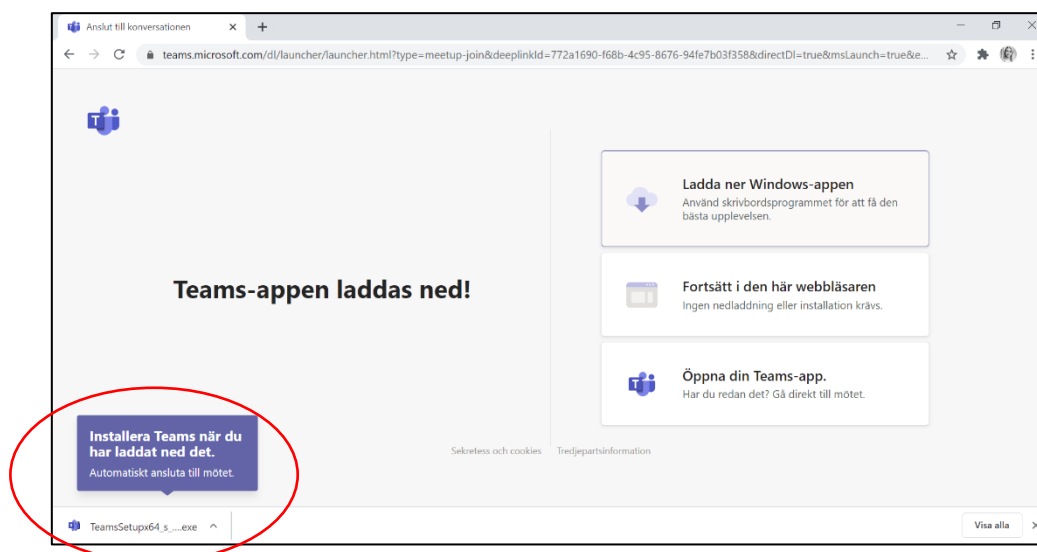 Anslut till konversationen
teams.microsoft.com/dl/launcher/launcher.html?type=meetup-join&deeplinkId=772a1690-f68b-4c95-8676-94fe7b03f358&directDl=true&msLaunch=true&e...
Teams-appen laddas ned!
Ladda ner Windows-appen
Använd skrivbordsprogrammet för att få den
bästa upplevelsen.
Fortsätt i den här webbläsaren
Ingen nedladdning eller installation krävs.
Öppna din Teams-app.
Har du redan det? Gå direkt till mötet.
Installera Teams när du
har laddat ned det.
Automatiskt ansluta till mötet.
Sekretess och cookies Tredjepartsinformation
TeamsSetupx64_s_....exe
Visa alla